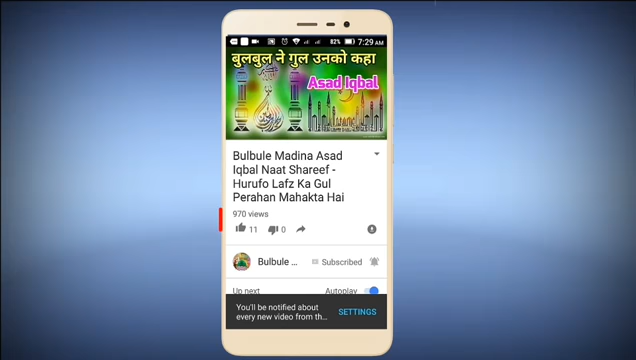 82% 7:29 AM
बुलबुल ने गुल उनको कहा
Asad Iqbal
Bulbule Madina Asad
Iqbal Naat Shareef -
Hurufo Lafz Ka Gul
Perahan Mahakta Hai
970 views
11 0
Bulbule ... Subscribed
Up next Autoplay
You'll be notified about
every new video from th... SETTINGS